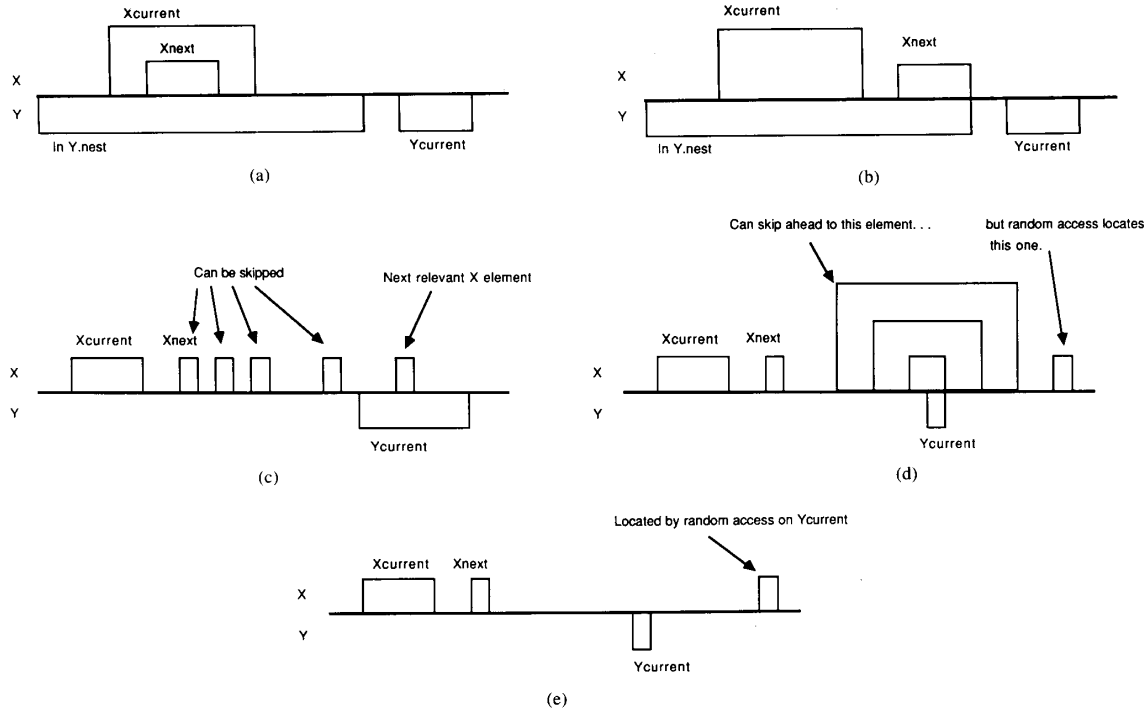 Xcurrent
Xnext
X
Y
In Y.nest
Ycurrent
(a)
Xcurrent
Xnext
X
Y
In Y.nest
Ycurrent
(b)
Can be skipped
Next relevant X element
Xcurrent
Xnext
X
Y
Ycurrent
(c)
Can skip ahead to this element. . .
but random access locates
this one.
Xcurrent
Xnext
X
Y
Ycurrent
(d)
Located by random access on Ycurrent
Xcurrent
Xnext
X
Y
Ycurrent
(e)